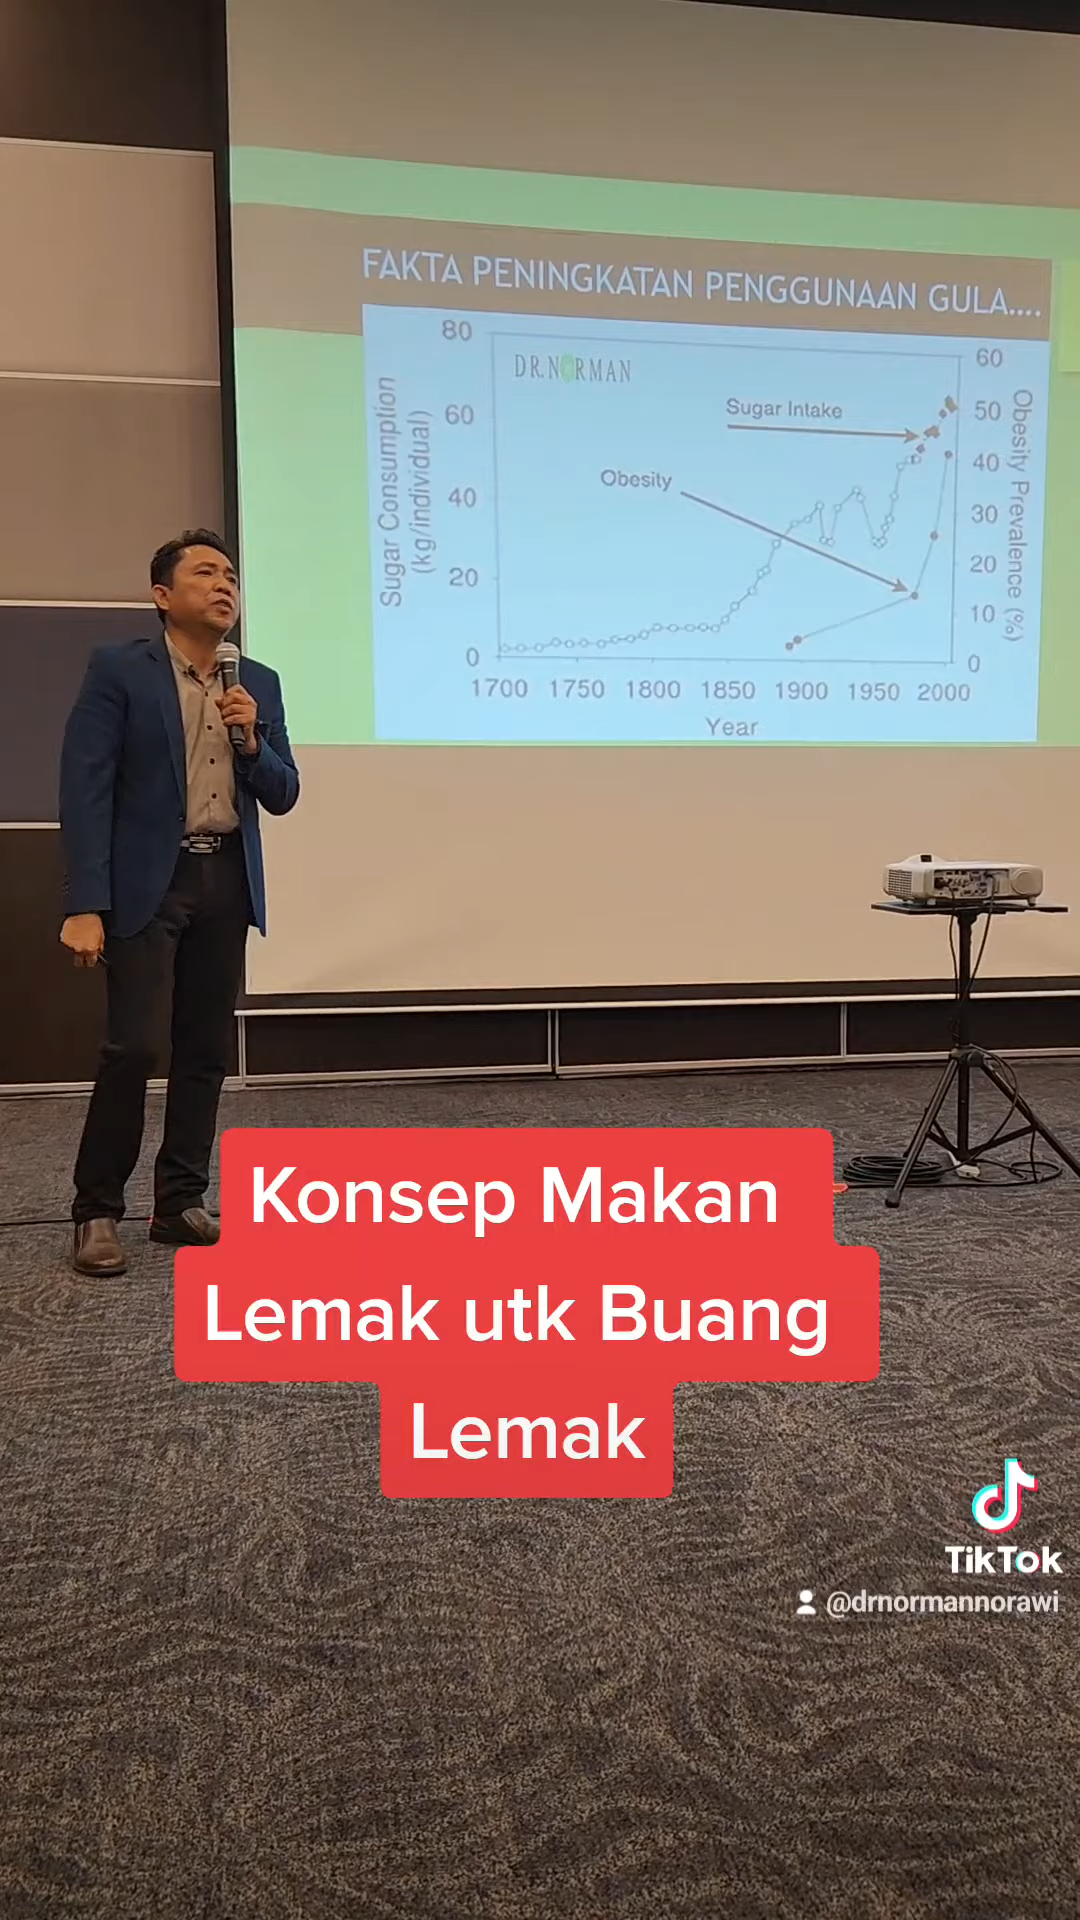 FAKTA PENINGKATAN PENGGUNAAN GULA....
DR.NORMAN
Sugar Consumption
(kg/individual)
80
60
40
20
0
Sugar Intake
Obesity
60
50
40
30
20
10
0
Obesity Prevalence (%)
1700 1750 1800 1850 1900 1950 2000
Year
Konsep Makan
Lemak utk Buang
Lemak
TikTok
@drnormannorawi